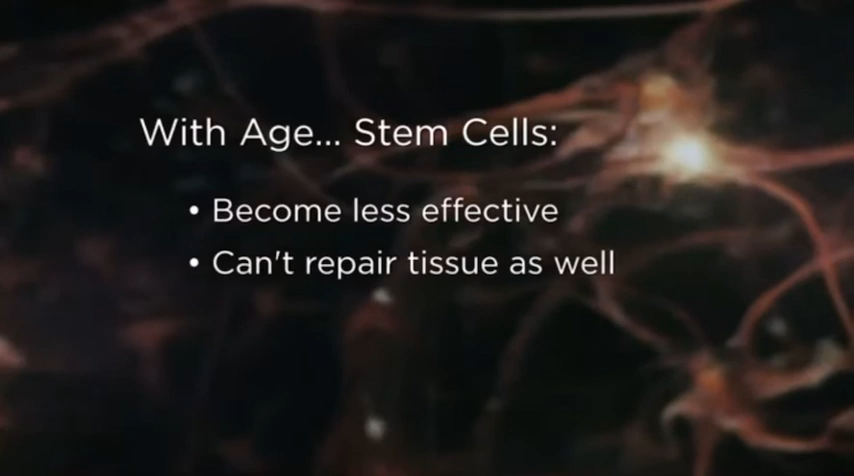 With Age... Stem Cells:
• Become less effective
• Can't repair tissue as well